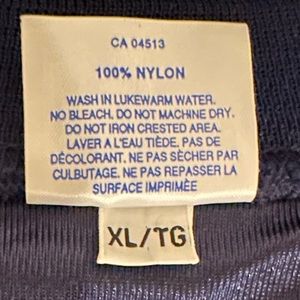 CA 04513
100% NYLON
WASH IN LUKEWARM WATER.
NO BLEACH. DO NOT MACHINE DRY.
DO NOT IRON CRESTED AREA.
LAVER A L'EAU TIÈDE. PAS DE
DÉCOLORANT. NE PAS SÈCHER PAR
CULBUTAGE. NE PAS REPASSER LA
SURFACE IMPRIMÉE
XL/TG